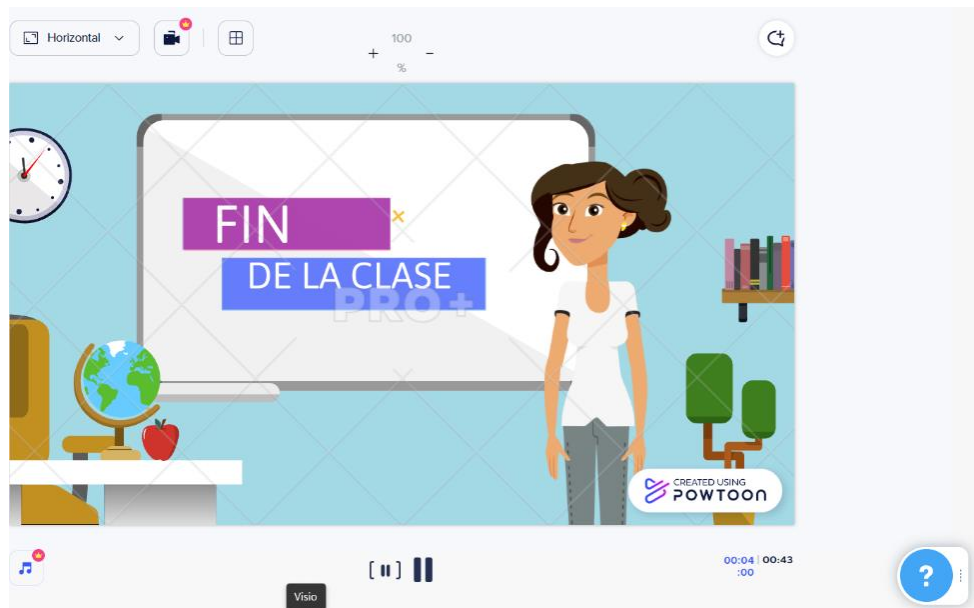 Horizontal
100
+ -
%
FIN
DE LA CLASE
PRO+
CREATED USING
POWTOON
00:04 00:43
:00
Visio
?